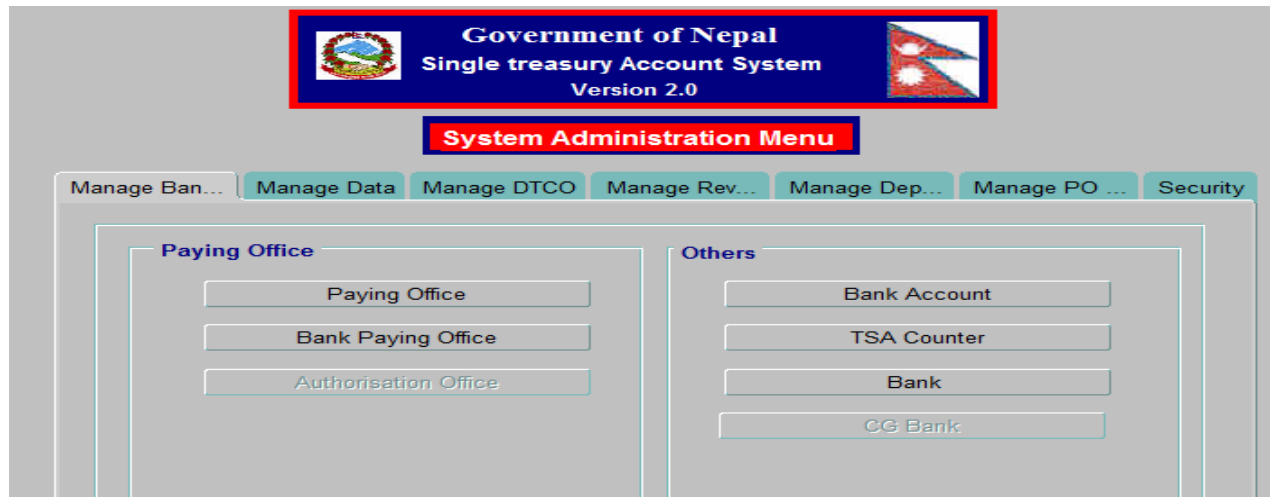 Government of Nepal
Single treasury Account System
Version 2.0
System Administration Menu
Manage Ban... Manage Data Manage DTCO Manage Rev... Manage Dep... Manage PO ... Security
Paying Office
Paying Office
Bank Paying Office
Authorisation Office
Others
Bank Account
TSA Counter
Bank
CG Bank